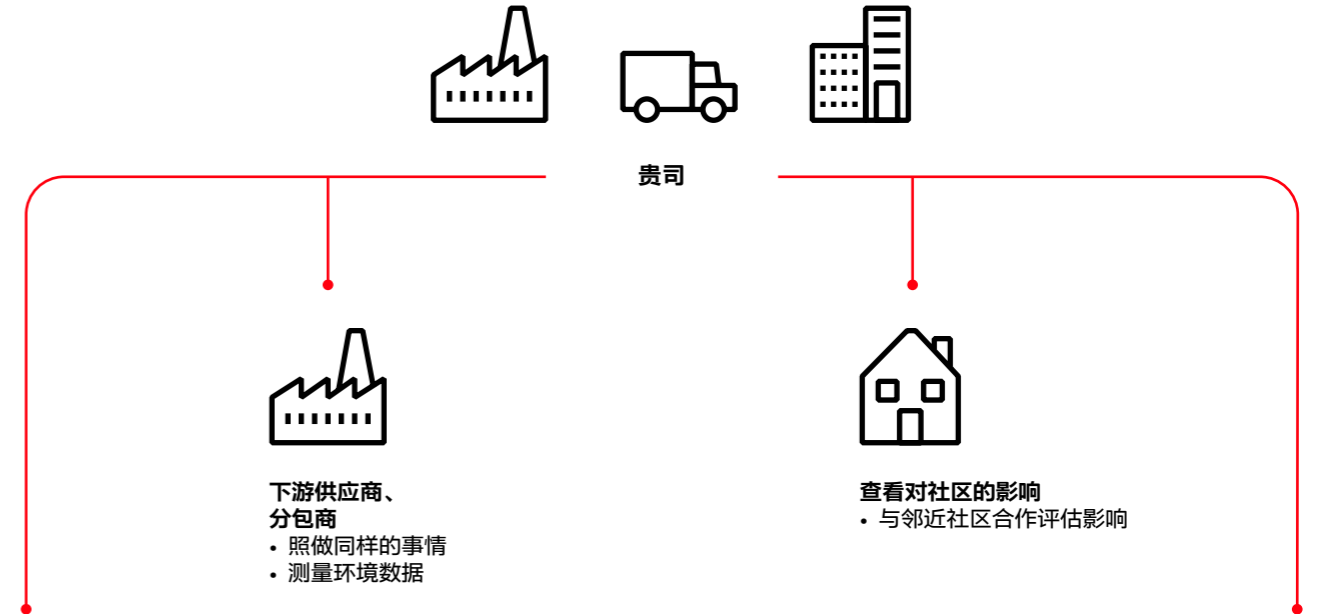 贵司
下游供应商、
分包商
• 照做同样的事情
• 测量环境数据
查看对社区的影响
• 与邻近社区合作评估影响